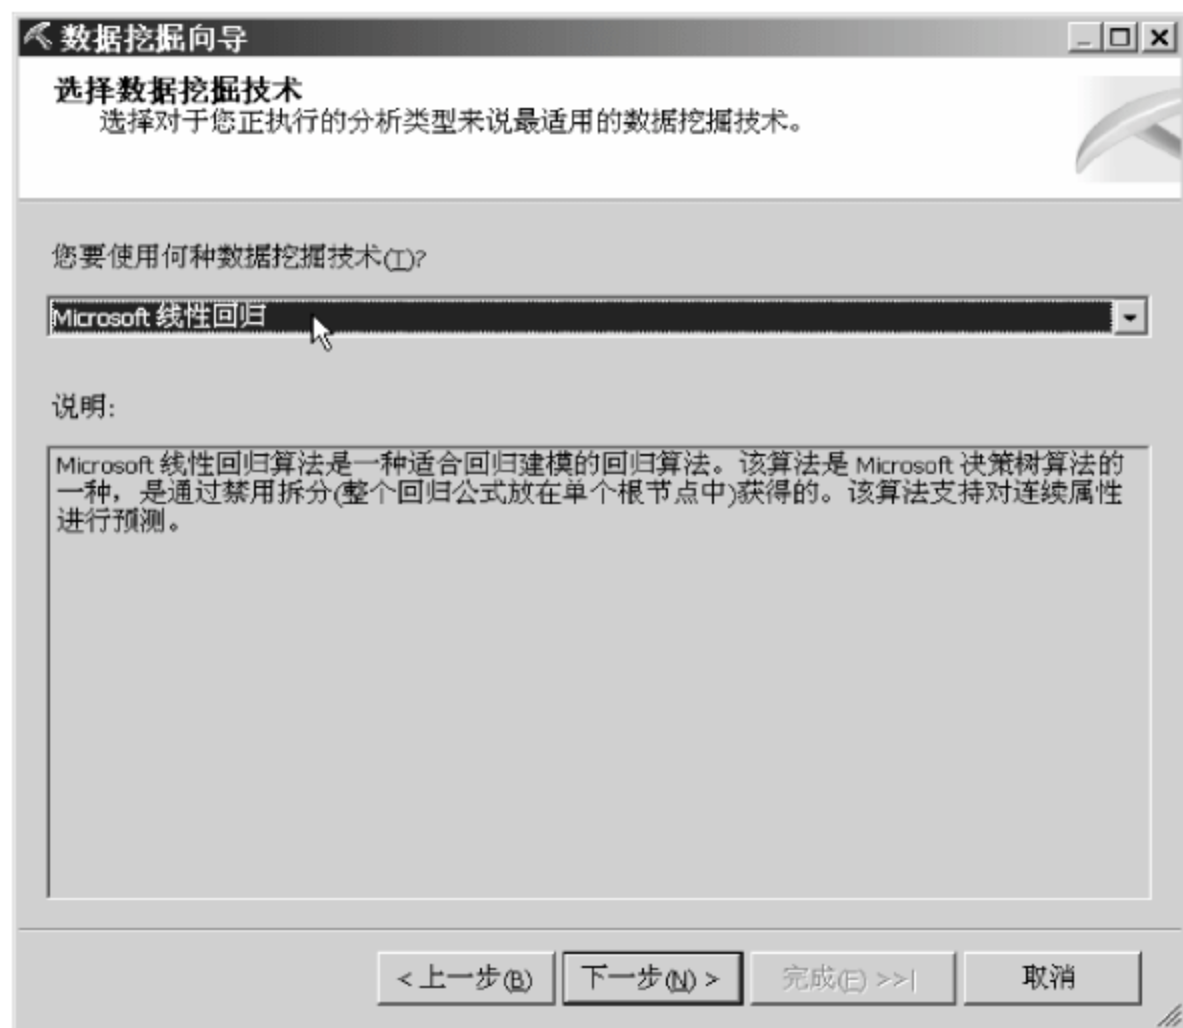 数据挖掘向导
选择数据挖掘技术
选择对于您正执行的分析类型来说最适用的数据挖掘技术。
您要使用何种数据挖掘技术(T)?
Microsoft 线性回归
说明:
Microsoft 线性回归算法是一种适合回归建模的回归算法。该算法是 Microsoft 决策树算法的
一种，是通过禁用拆分(整个回归公式放在单个根节点中)获得的。该算法支持对连续属性
进行预测。
<上一步(B) 下一步(N) > 完成(F) >>| 取消